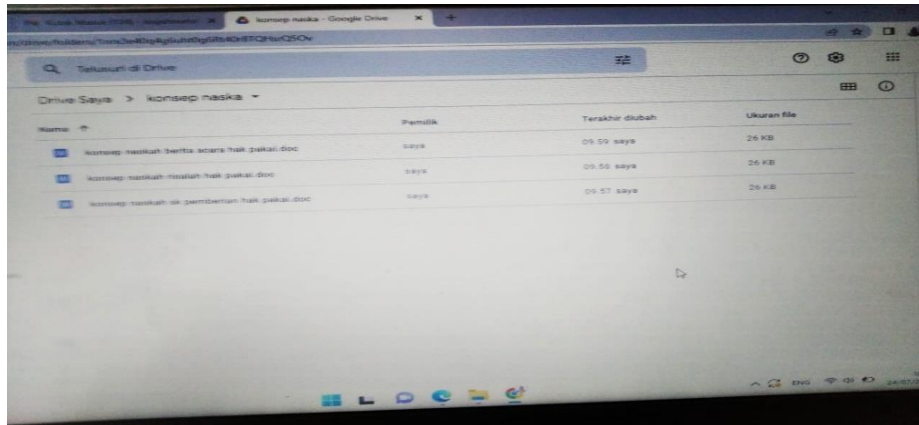 konsep naska - Google Drive
Telusuri di Drive
Drive Saya > konsep naska
Nama
Pemilik
Terakhir diubah
Ukuran file
konsep naskah berita acara hak pakai.doc
saya
09.59 saya
26 KB
konsep naskah risalah hak pakai.doc
saya
09.58 saya
26 KB
konsep naskah sk pemberian hak pakai.doc
saya
09.57 saya
26 KB
ENG